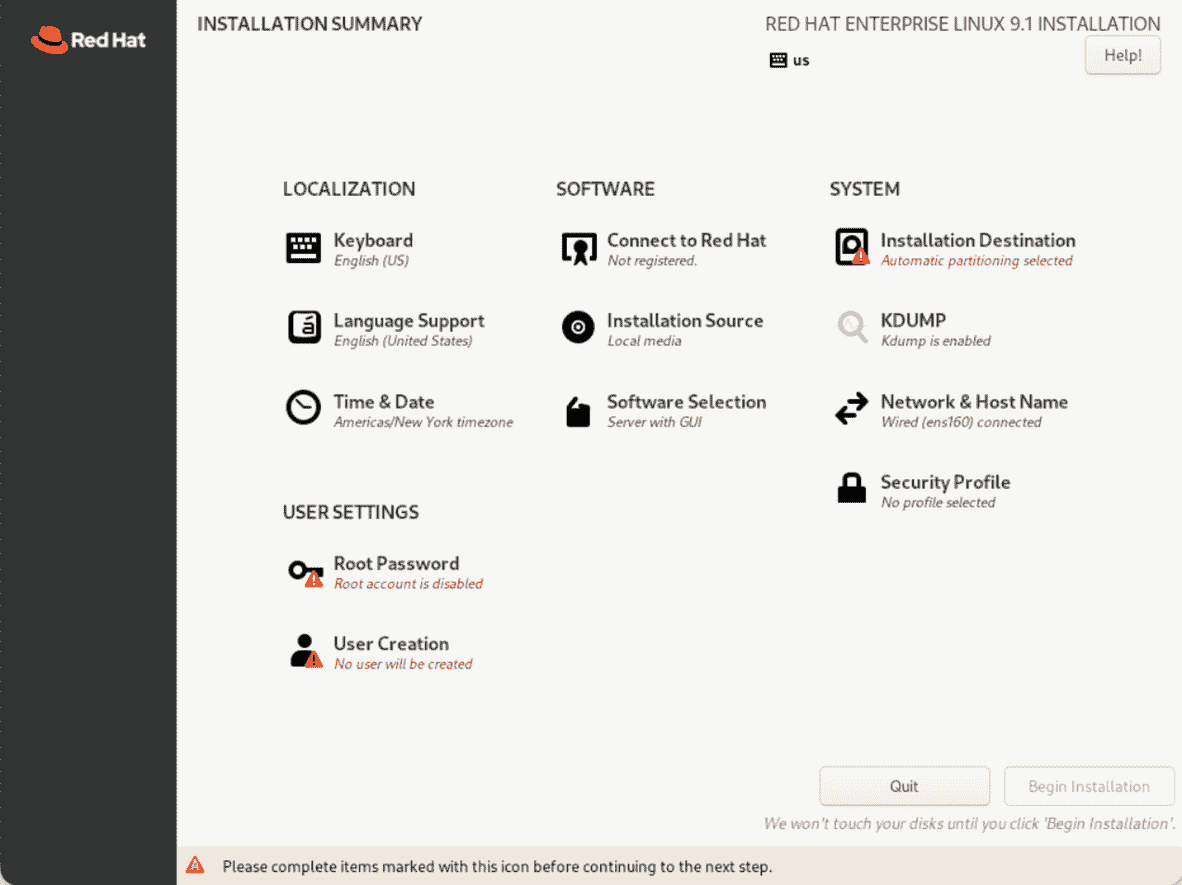 Red Hat
INSTALLATION SUMMARY
RED HAT ENTERPRISE LINUX 9.1 INSTALLATION
us
Help!
LOCALIZATION
Keyboard
English (US)
Language Support
English (United States)
Time & Date
Americas/New York timezone
SOFTWARE
Connect to Red Hat
Not registered.
Installation Source
Local media
Software Selection
Server with GUI
SYSTEM
Installation Destination
Automatic partitioning selected
KDUMP
Kdump is enabled
Network & Host Name
Wired (ens160) connected
Security Profile
No profile selected
USER SETTINGS
Root Password
Root account is disabled
User Creation
No user will be created
Quit
Begin Installation
We won't touch your disks until you click 'Begin Installation'.
Please complete items marked with this icon before continuing to the next step.